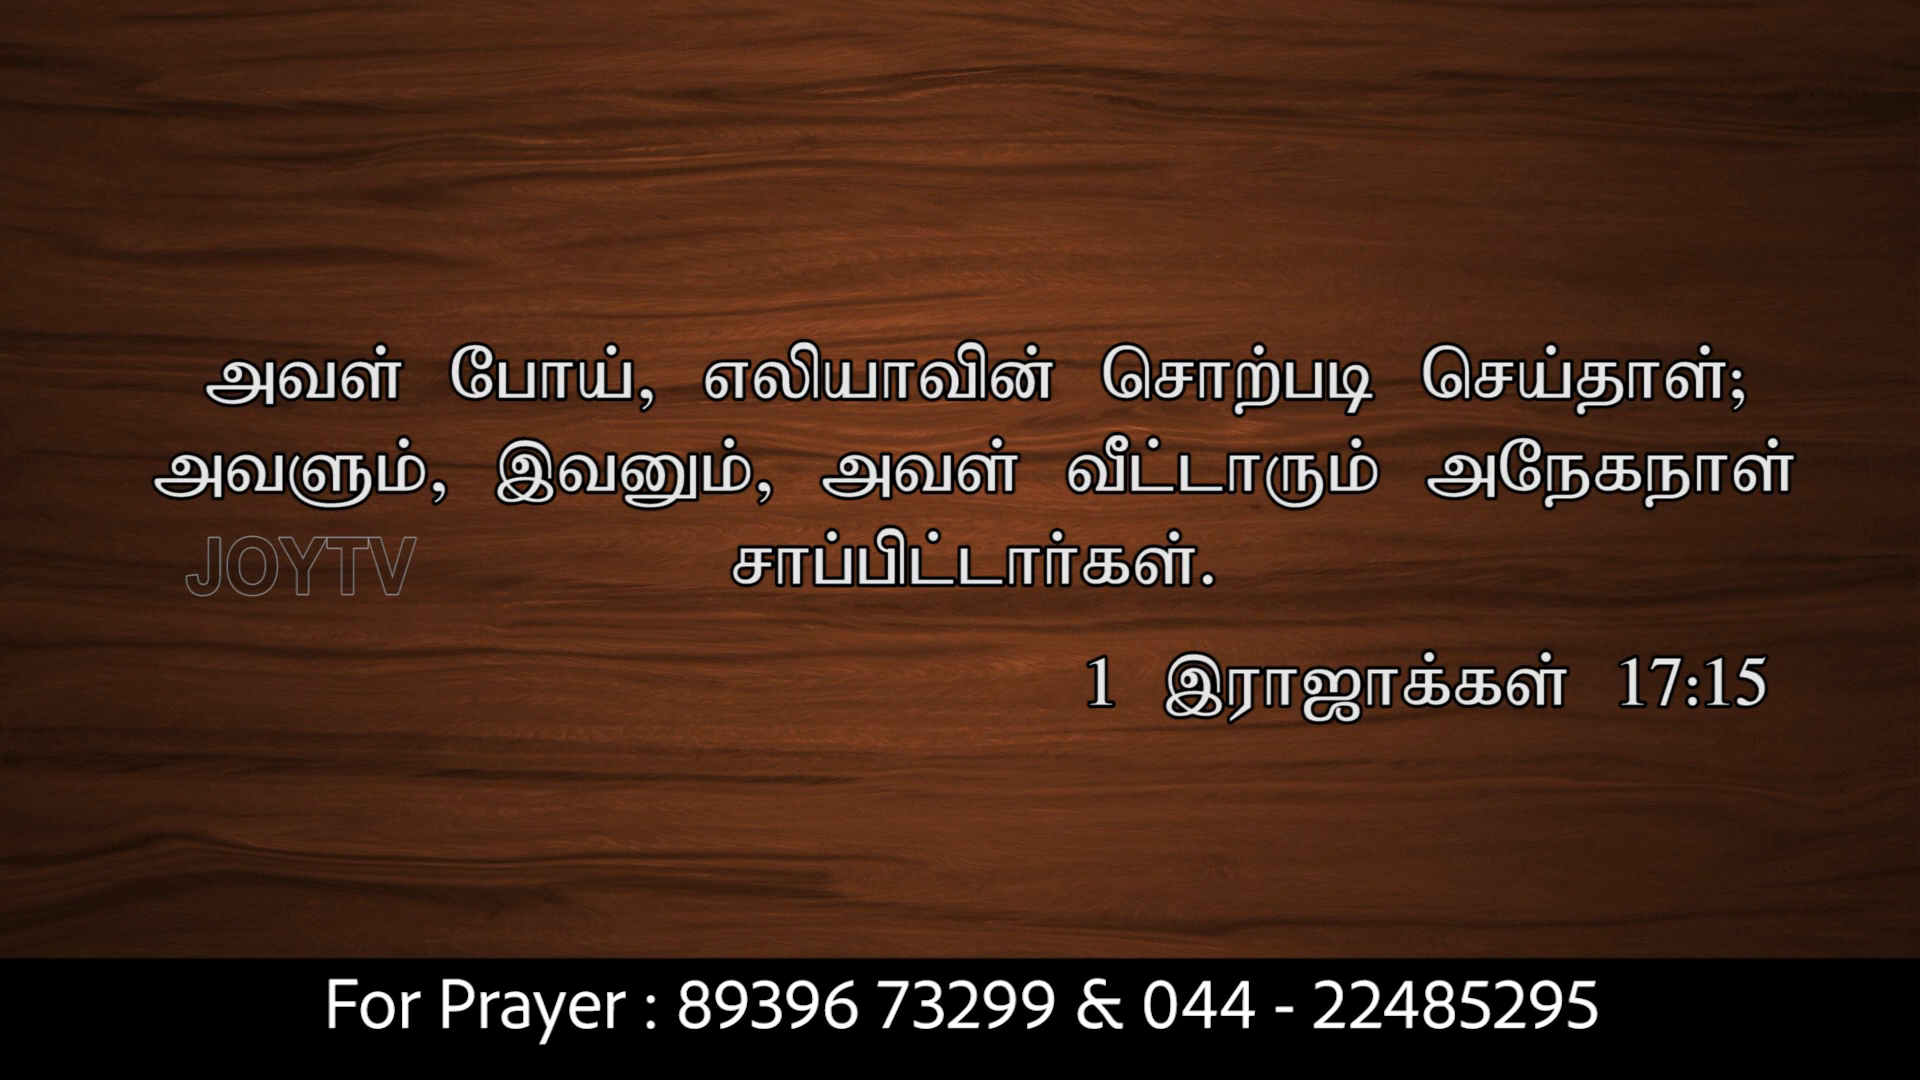 அவள் போய், எலியாவின் சொற்படி செய்தாள்;
அவளும், இவனும், அவள் வீட்டாரும் அநேகநாள்
சாப்பிட்டார்கள்.
JOYTV
1 இராஜாக்கள் 17:15
For Prayer : 89396 73299 & 044 - 22485295